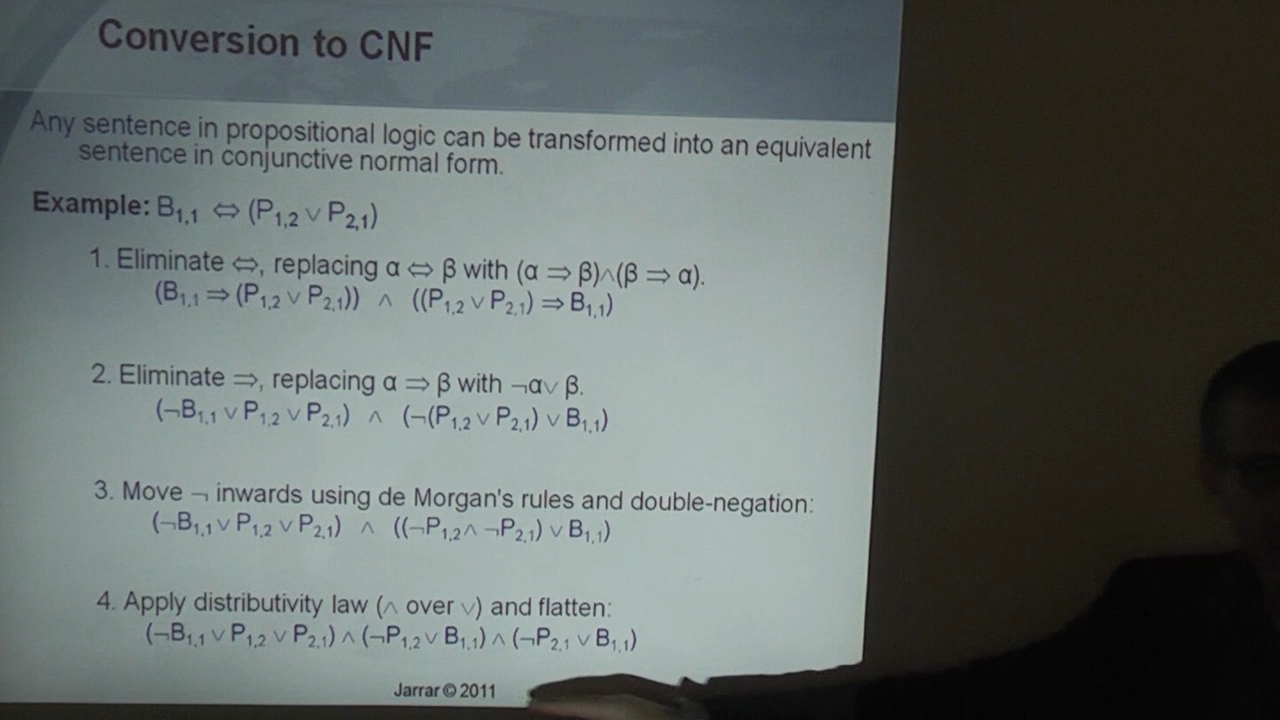 Conversion to CNF
Any sentence in propositional logic can be transformed into an equivalent
sentence in conjunctive normal form.
Example: B₁,₁ ⇔ (P₁,₂ ∨ P₂,₁)
1. Eliminate ⇔, replacing α ⇔ β with (α ⇒ β)∧(β ⇒ α).
(B₁,₁ ⇒ (P₁,₂ ∨ P₂,₁)) ∧ ((P₁,₂ ∨ P₂,₁) ⇒ B₁,₁)
2. Eliminate ⇒, replacing α ⇒ β with ¬α∨ β.
(¬B₁,₁ ∨ P₁,₂ ∨ P₂,₁) ∧ (¬(P₁,₂ ∨ P₂,₁) ∨ B₁,₁)
3. Move ¬ inwards using de Morgan's rules and double-negation:
(¬B₁,₁ ∨ P₁,₂ ∨ P₂,₁) ∧ ((¬P₁,₂ ∧ ¬P₂,₁) ∨ B₁,₁)
4. Apply distributivity law (∧ over ∨) and flatten:
(¬B₁,₁ ∨ P₁,₂ ∨ P₂,₁) ∧ (¬P₁,₂ ∨ B₁,₁) ∧ (¬P₂,₁ ∨ B₁,₁)
Jarrar © 2011